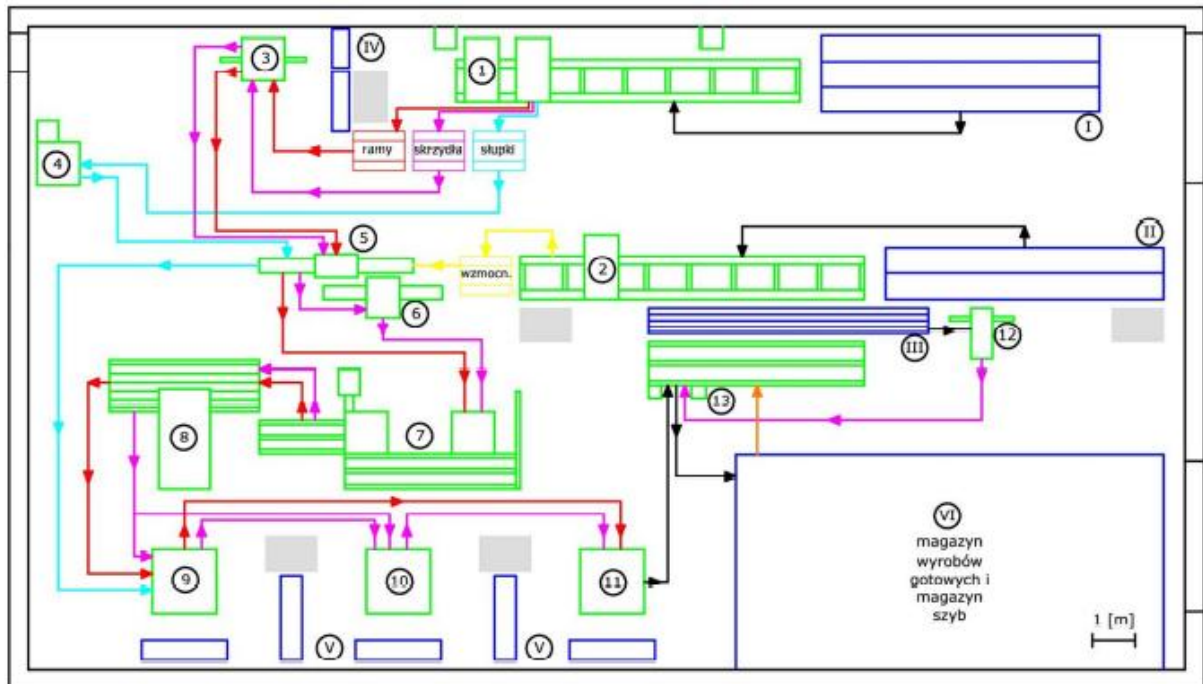 3
IV
1
I
4
ramy
skrzydła
słupki
5
II
wzmocn.
2
6
III
12
13
8
7
VI
magazyn
wyrobów
gotowych i
magazyn
szyb
9
10
11
1 [m]
V
V